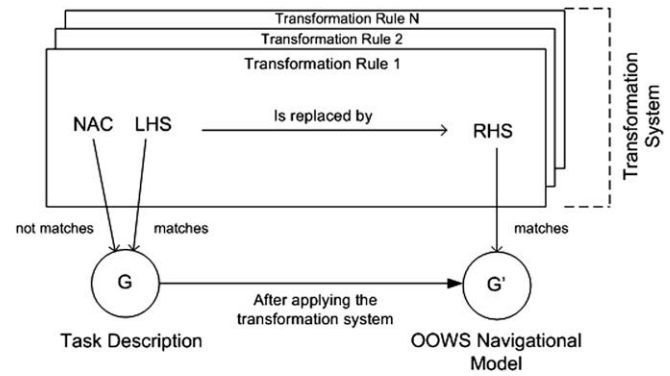 Transformation Rule N
Transformation Rule 2
Transformation Rule 1
NAC LHS
Is replaced by
RHS
Transformation
System
not matches
matches
matches
G
G'
After applying the
transformation system
Task Description
OOWS Navigational
Model